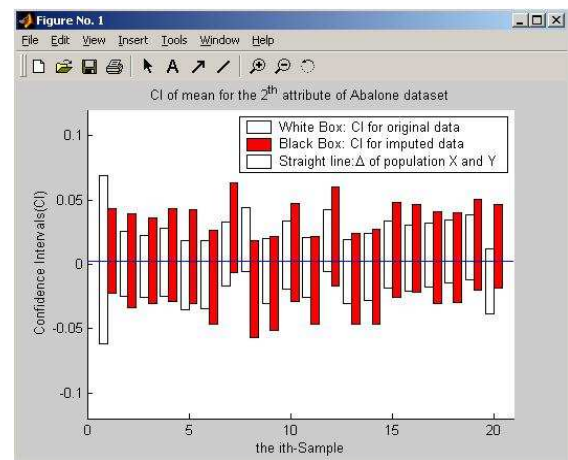 Figure No. 1
File Edit View Insert Tools Window Help
A
CI of mean for the 2th attribute of Abalone dataset
White Box: CI for original data
Black Box: CI for imputed data
Straight line:Δ of population X and Y
Confidence Intervals(CI)
0.1
0.05
0
-0.05
-0.1
0 5 10 15 20
the ith-Sample